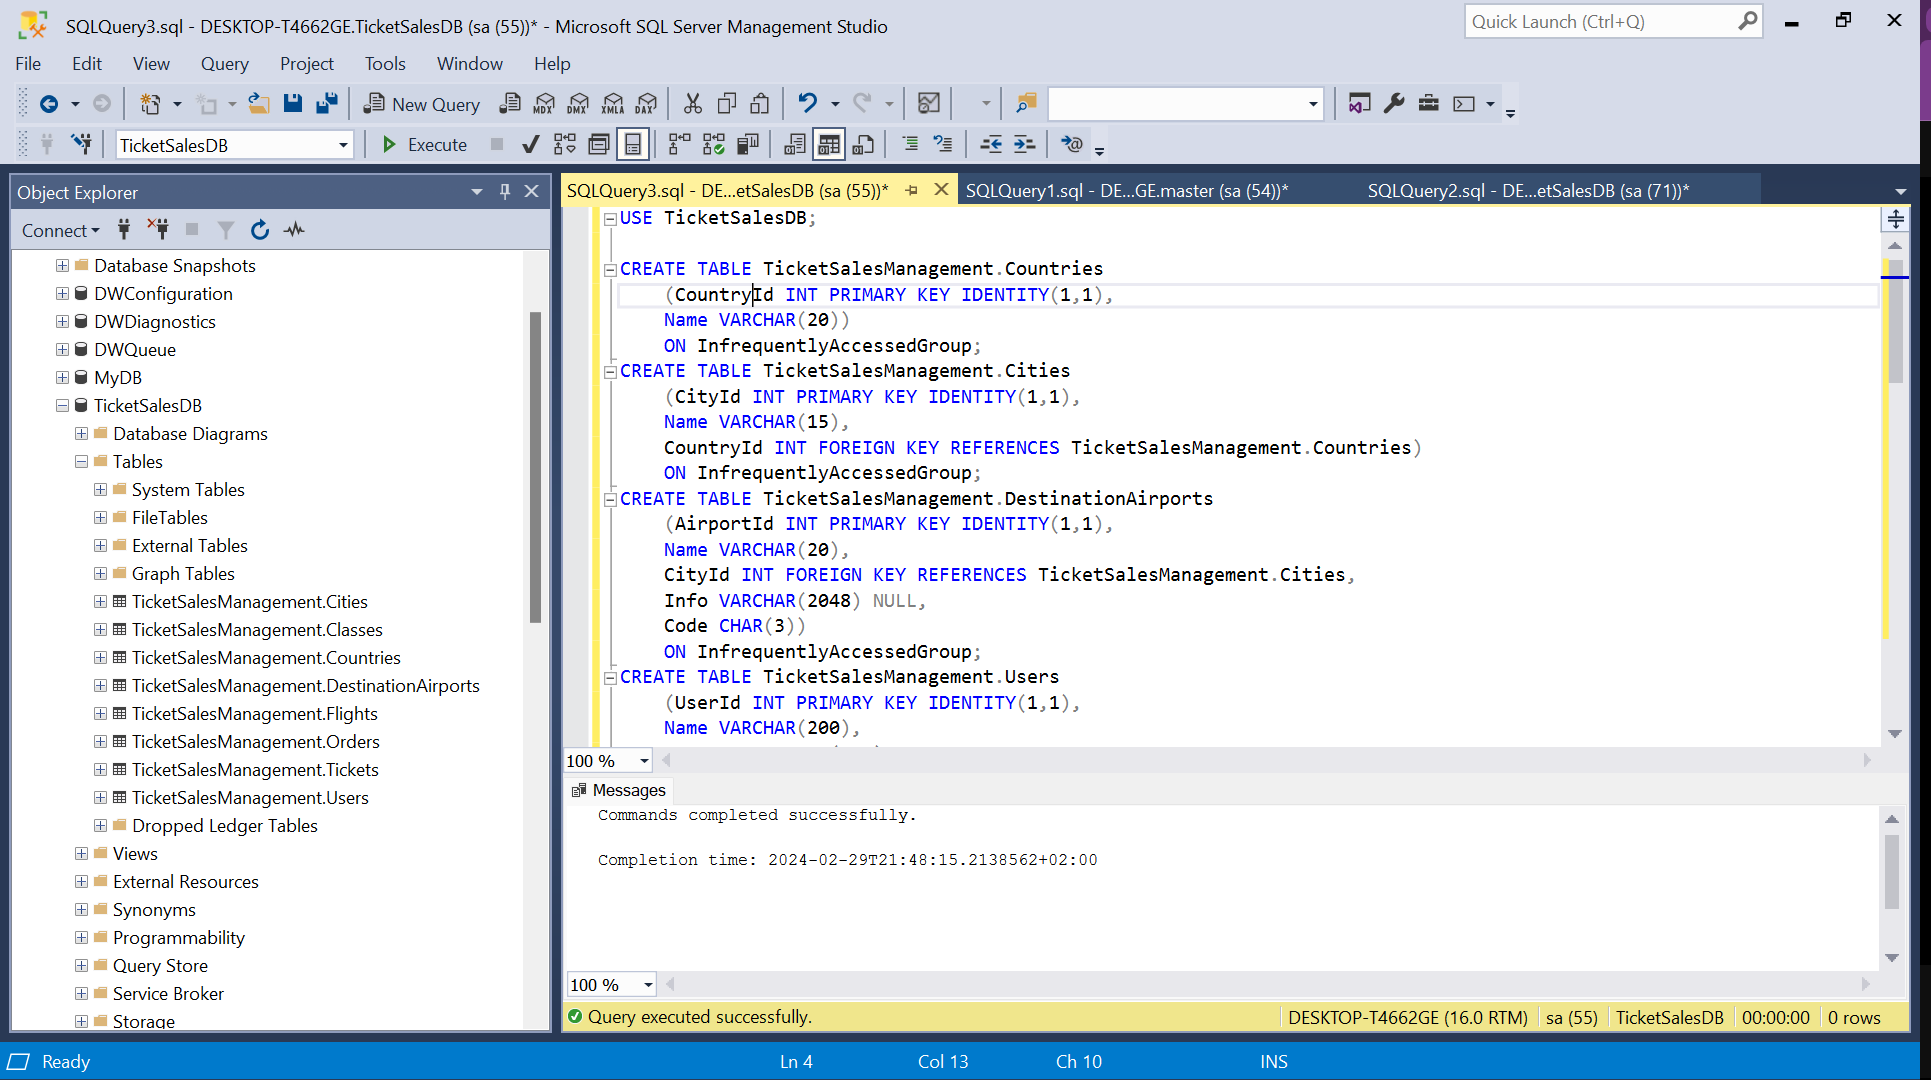 SQLQuery3.sql - DESKTOP-T4662GE.TicketSalesDB (sa (55))* - Microsoft SQL Server Management Studio
Quick Launch (Ctrl+Q)
File Edit View Query Project Tools Window Help
New Query MDX DMX XMLA DAX
TicketSalesDB Execute
Object Explorer
Connect
Database Snapshots
DWConfiguration
DWDiagnostics
DWQueue
MyDB
TicketSalesDB
Database Diagrams
Tables
System Tables
FileTables
External Tables
Graph Tables
TicketSalesManagement.Cities
TicketSalesManagement.Classes
TicketSalesManagement.Countries
TicketSalesManagement.DestinationAirports
TicketSalesManagement.Flights
TicketSalesManagement.Orders
TicketSalesManagement.Tickets
TicketSalesManagement.Users
Dropped Ledger Tables
Views
External Resources
Synonyms
Programmability
Query Store
Service Broker
Storage
SQLQuery3.sql - DE...etSalesDB (sa (55))* SQLQuery1.sql - DE...GE.master (sa (54))* SQLQuery2.sql - DE...etSalesDB (sa (71))*
USE TicketSalesDB;
CREATE TABLE TicketSalesManagement.Countries
(CountryId INT PRIMARY KEY IDENTITY(1,1),
Name VARCHAR(20))
ON InfrequentlyAccessedGroup;
CREATE TABLE TicketSalesManagement.Cities
(CityId INT PRIMARY KEY IDENTITY(1,1),
Name VARCHAR(15),
CountryId INT FOREIGN KEY REFERENCES TicketSalesManagement.Countries)
ON InfrequentlyAccessedGroup;
CREATE TABLE TicketSalesManagement.DestinationAirports
(AirportId INT PRIMARY KEY IDENTITY(1,1),
Name VARCHAR(20),
CityId INT FOREIGN KEY REFERENCES TicketSalesManagement.Cities,
Info VARCHAR(2048) NULL,
Code CHAR(3))
ON InfrequentlyAccessedGroup;
CREATE TABLE TicketSalesManagement.Users
(UserId INT PRIMARY KEY IDENTITY(1,1),
Name VARCHAR(200),
100 %
Messages
Commands completed successfully.
Completion time: 2024-02-29T21:48:15.2138562+02:00
100 %
Query executed successfully. DESKTOP-T4662GE (16.0 RTM) sa (55) TicketSalesDB 00:00:00 0 rows
Ready Ln 4 Col 13 Ch 10 INS